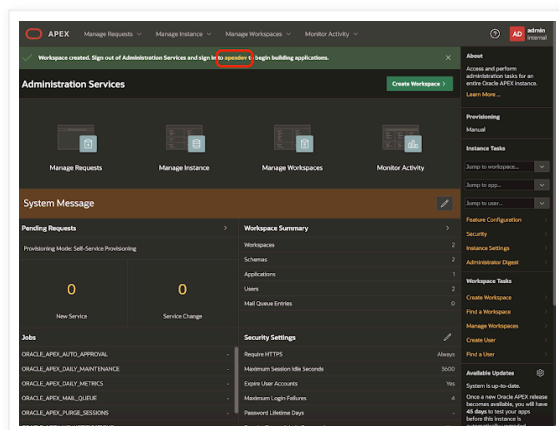 APEX
Manage Requests
Manage Instance
Manage Workspaces
Monitor Activity
AD
admin
internal
Workspace created. Sign out of Administration Services and sign in to apexdev to begin building applications.
Administration Services
Create Workspace >
Manage Requests
Manage Instance
Manage Workspaces
Monitor Activity
System Message
Pending Requests
Provisioning Mode: Self-Service Provisioning
0
New Service
0
Service Change
Workspace Summary
Workspaces 2
Schemas 2
Applications 1
Users 2
Mail Queue Entries 0
Jobs
ORACLE_APEX_AUTO_APPROVAL -
ORACLE_APEX_DAILY_MAINTENANCE -
ORACLE_APEX_DAILY_METRICS -
ORACLE_APEX_MAIL_QUEUE -
ORACLE_APEX_PURGE_SESSIONS -
Security Settings
Require HTTPS Always
Maximum Session Idle Seconds 3600
Expire User Accounts Yes
Maximum Login Failures 4
Password Lifetime Days -
About
Access and perform
administration tasks for an
entire Oracle APEX instance.
Learn More...
Provisioning
Manual
Instance Tasks
Jump to workspace...
Jump to app...
Jump to user...
Feature Configuration
Security
Instance Settings
Administrator Digest
Workspace Tasks
Create Workspace
Find a Workspace
Manage Workspaces
Create User
Find a User
Available Updates
System is up-to-date.
Once a new Oracle APEX release
becomes available, you will have
45 days to test your apps
before this instance is